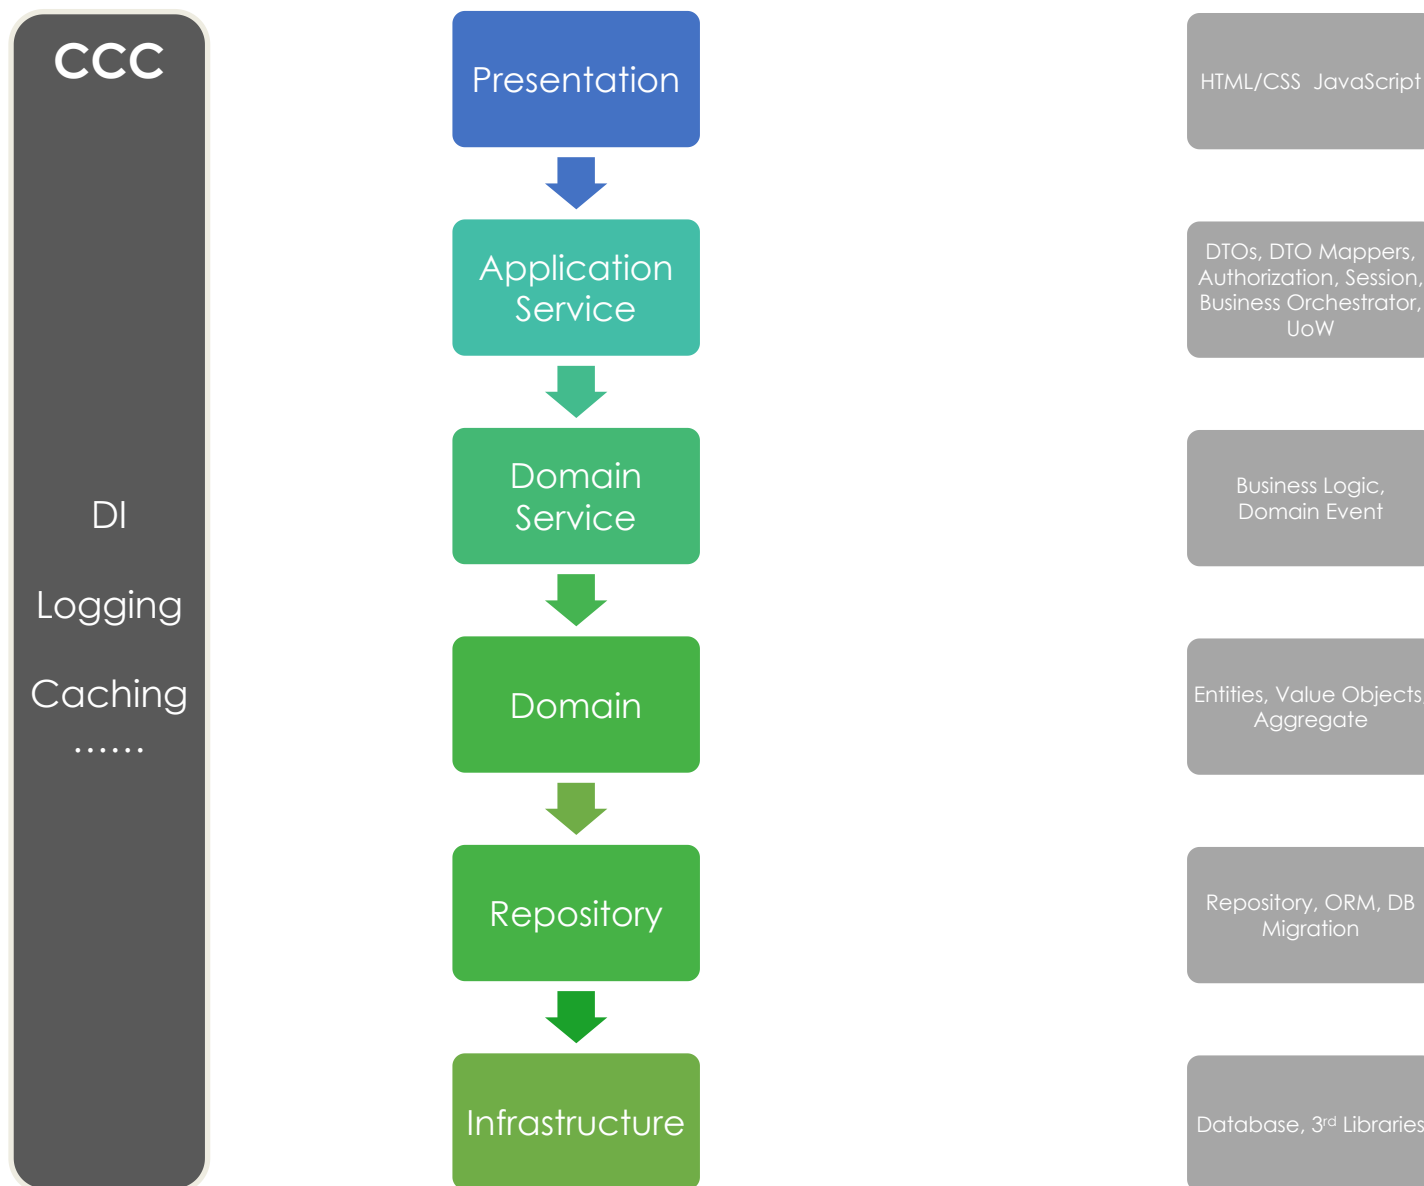 CCC
DI
Logging
Caching
......
Presentation
Application
Service
Domain
Service
Domain
Repository
Infrastructure
HTML/CSS JavaScript
DTOs, DTO Mappers,
Authorization, Session,
Business Orchestrator,
UoW
Business Logic,
Domain Event
Entities, Value Objects,
Aggregate
Repository, ORM, DB
Migration
Database, 3rd Libraries